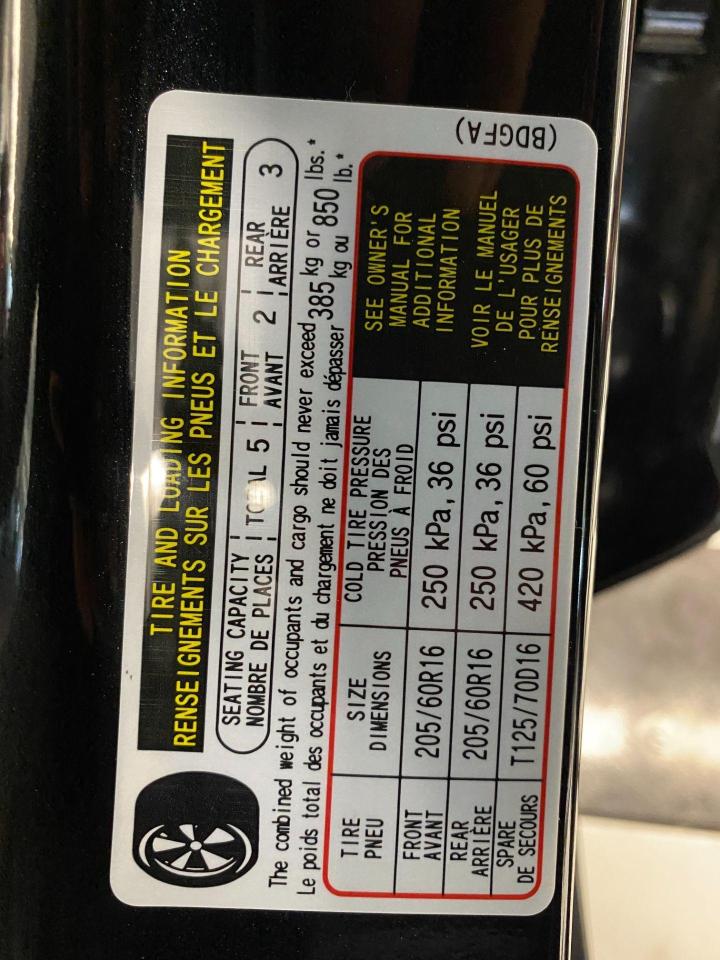 TIRE AND LOADING INFORMATION
RENSEIGNEMENTS SUR LES PNEUS ET LE CHARGEMENT
SEATING CAPACITY TOTAL 5 FRONT 2 REAR 3
NOMBRE DE PLACES AVANT ARRIÈRE
The combined weight of occupants and cargo should never exceed 385 kg or 850 lbs.*
Le poids total des occupants et du chargement ne doit jamais dépasser kg ou lb.*
TIRE SIZE COLD TIRE PRESSURE
PNEU DIMENSIONS PRESSION DES
PNEUS À FROID
FRONT 205/60R16 250 kPa, 36 psi
AVANT
REAR 205/60R16 250 kPa, 36 psi
ARRIÈRE
SPARE T125/70D16 420 kPa, 60 psi
DE SECOURS
SEE OWNER'S
MANUAL FOR
ADDITIONAL
INFORMATION
VOIR LE MANUEL
DE L'USAGER
POUR PLUS DE
RENSEIGNEMENTS
(BDGFA)